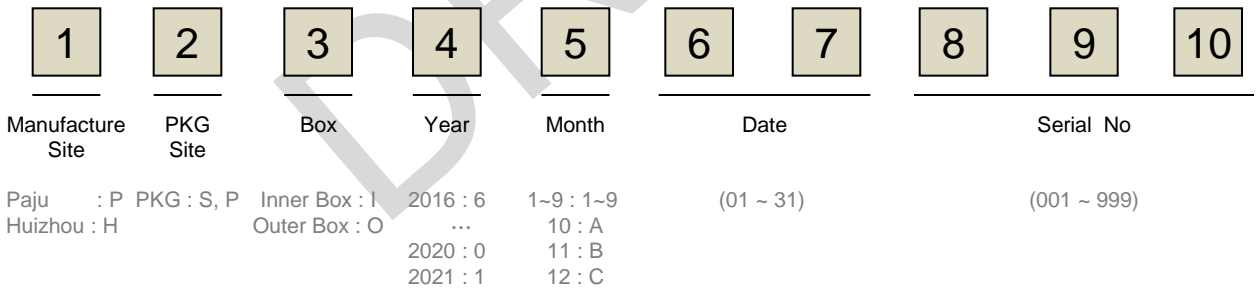 1 2 3 4 5 6 7 8 9 10
Manufacture Site PKG Site Box Year Month Date Serial No
Paju : P PKG : S, P Inner Box : I 2016 : 6 1~9 : 1~9 (01 ~ 31) (001 ~ 999)
Huizhou : H Outer Box : O ... 10 : A
2020 : 0 11 : B
2021 : 1 12 : C